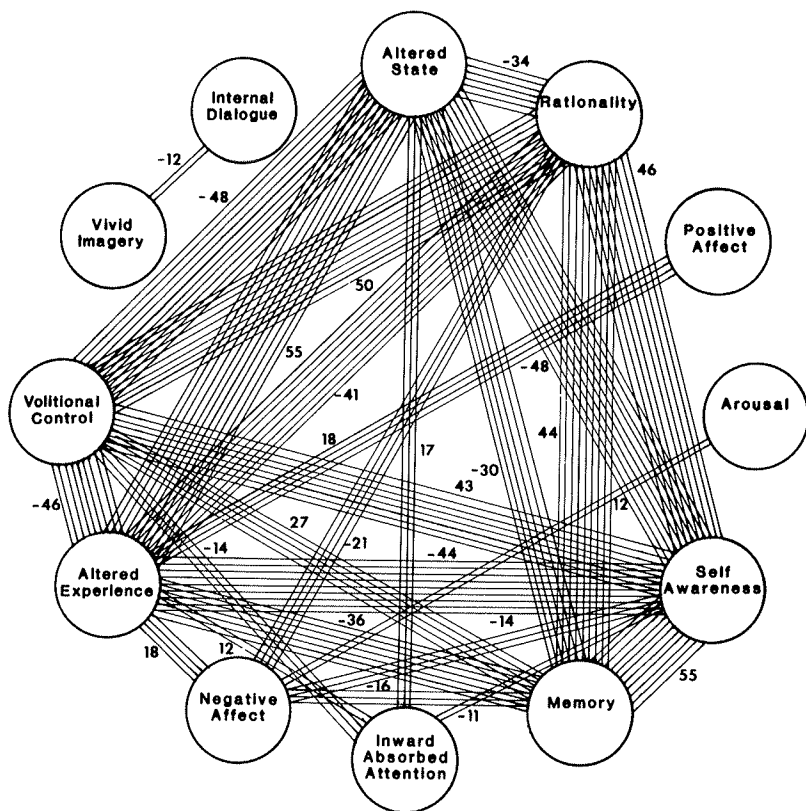 Altered
State
-34
Rationality
Internal
Dialogue
-12
-48
46
Vivid
Imagery
Positive
Affect
50
55
-48
-41
Volitional
Control
Arousal
18
17
44
-30
43
-46
27
12
-14
-21
-44
Altered
Experience
Self
Awareness
-36
-14
18
12
Negative
Affect
-16
-11
Memory
55
Inward
Absorbed
Attention